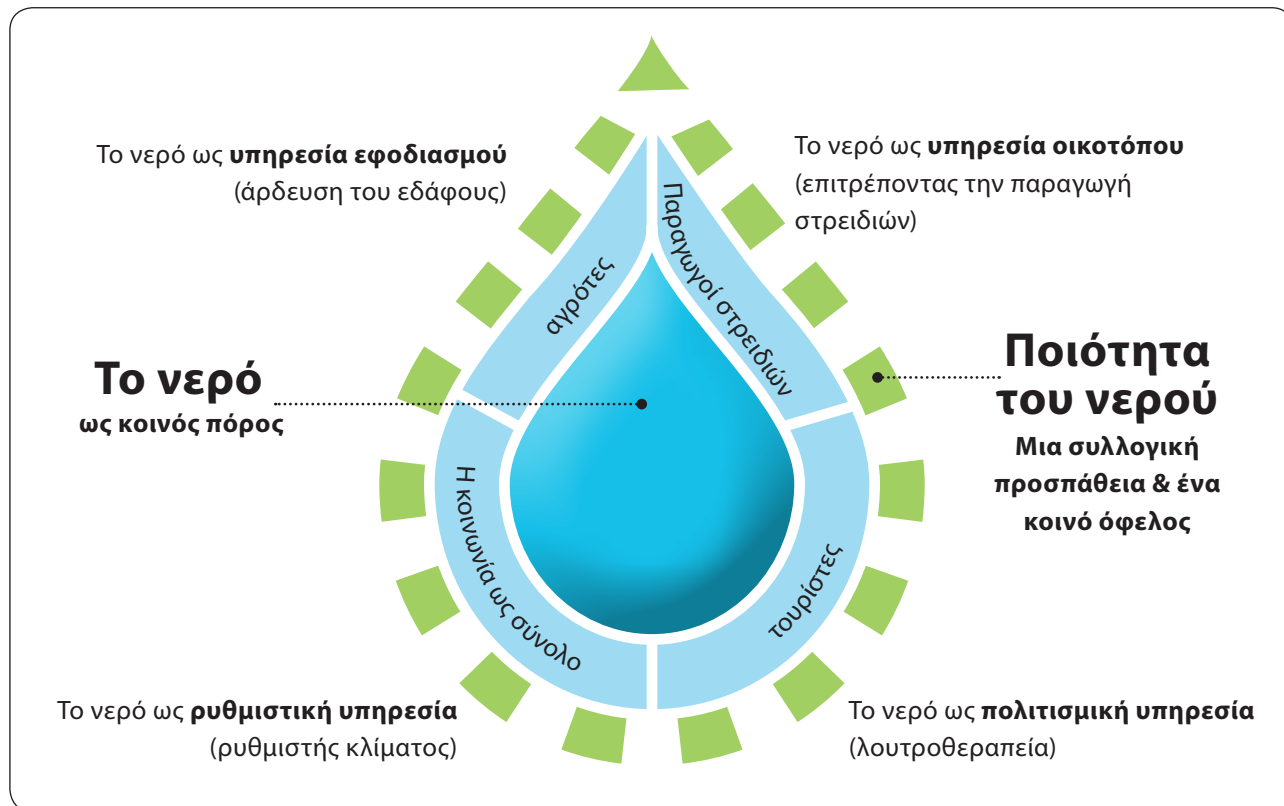 Το νερό ως υπηρεσία εφοδιασμού
(άρδευση του εδάφους)
Το νερό ως υπηρεσία οικοτόπου
(επιτρέποντας την παραγωγή
στρειδιών)
αγρότες
Παραγωγοί στρειδιών
Το νερό
ως κοινός πόρος
Ποιότητα
του νερού
Μια συλλογική
προσπάθεια & ένα
κοινό όφελος
Η κοινωνία ως σύνολο
τουρίστες
Το νερό ως ρυθμιστική υπηρεσία
(ρυθμιστής κλίματος)
Το νερό ως πολιτισμική υπηρεσία
(λουτροθεραπεία)